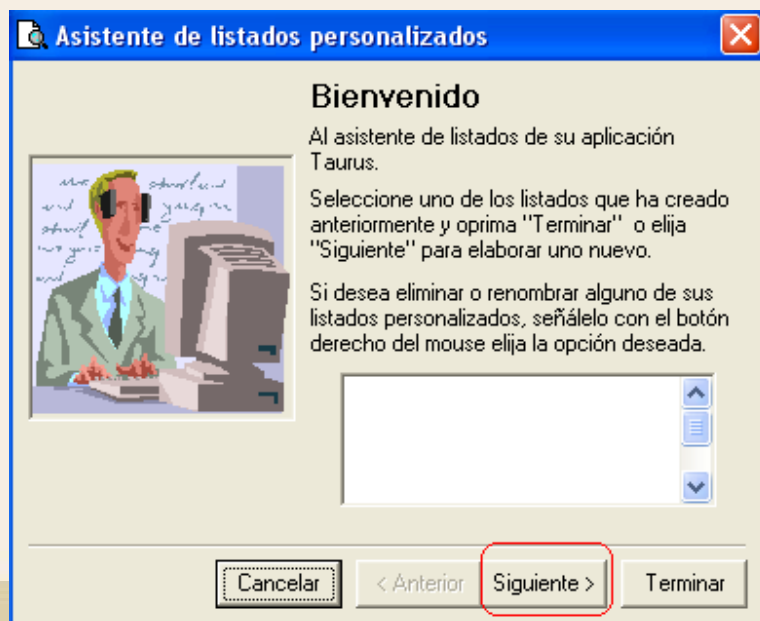 Asistente de listados personalizados
Bienvenido
Al asistente de listados de su aplicación
Taurus.
Seleccione uno de los listados que ha creado
anteriormente y oprima "Terminar" o elija
"Siguiente" para elaborar uno nuevo.
Si desea eliminar o renombrar alguno de sus
listados personalizados, señálelo con el botón
derecho del mouse elija la opción deseada.
Cancelar
< Anterior
Siguiente >
Terminar